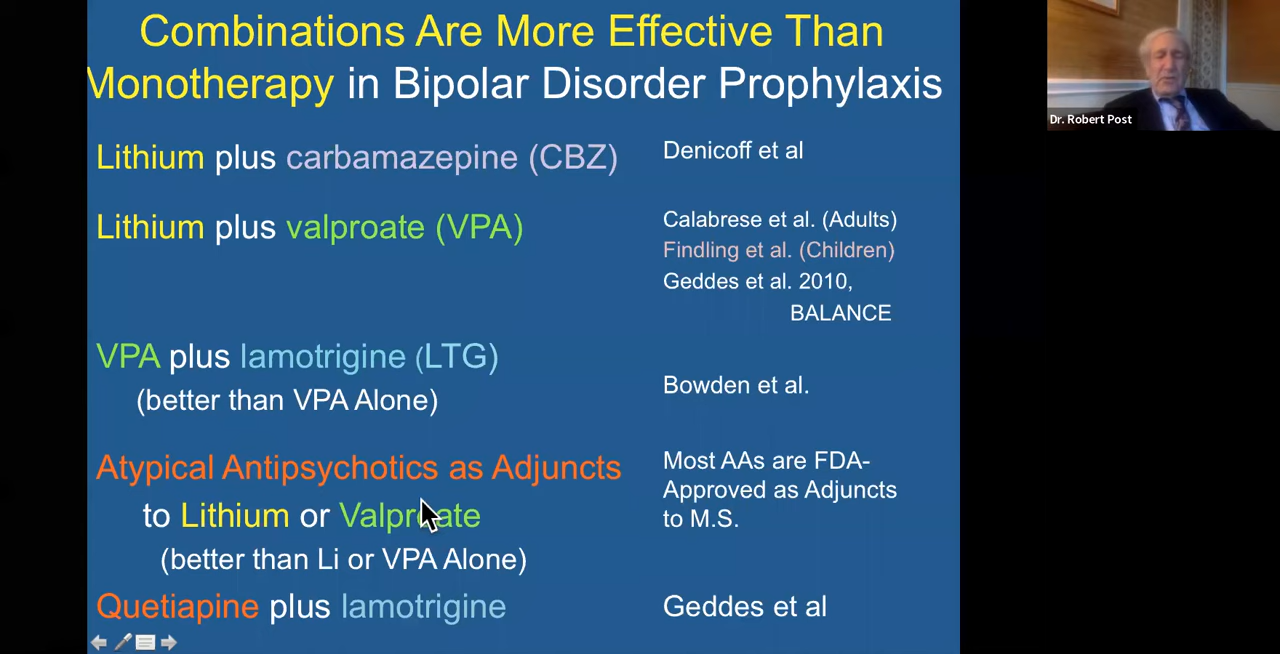 Combinations Are More Effective Than
Monotherapy in Bipolar Disorder Prophylaxis
Lithium plus carbamazepine (CBZ)
Denicoff et al
Lithium plus valproate (VPA)
Calabrese et al. (Adults)
Findling et al. (Children)
Geddes et al. 2010,
BALANCE
VPA plus lamotrigine (LTG)
(better than VPA Alone)
Bowden et al.
Atypical Antipsychotics as Adjuncts
to Lithium or Valproate
(better than Li or VPA Alone)
Most AAs are FDA-
Approved as Adjuncts
to M.S.
Quetiapine plus lamotrigine
Geddes et al
Dr. Robert Post